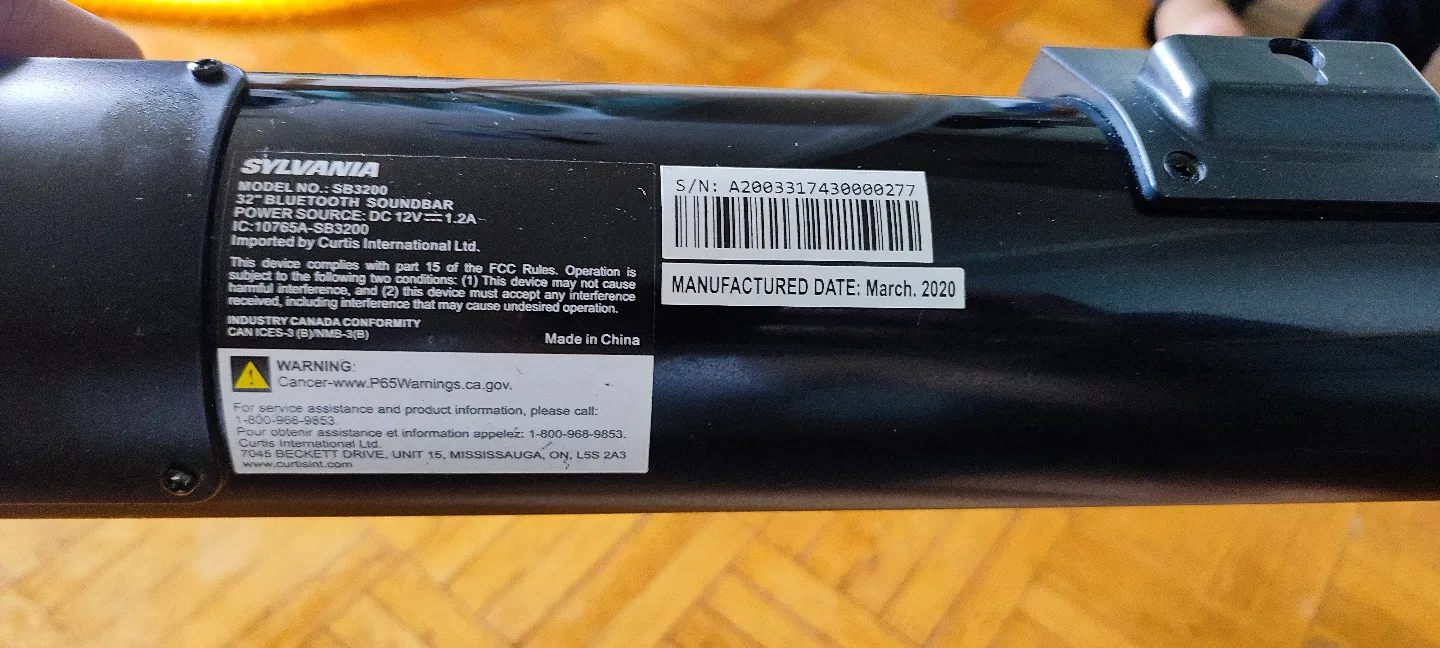 SYLVANIA
MODEL NO.: SB3200
32" BLUETOOTH SOUNDBAR
POWER SOURCE: DC 12V⎓1.2A
IC:10765A-SB3200
Imported by Curtis International Ltd.
This device complies with part 15 of the FCC Rules. Operation is
subject to the following two conditions: (1) This device may not cause
harmful interference, and (2) this device must accept any interference
received, including interference that may cause undesired operation.
INDUSTRY CANADA CONFORMITY
CAN ICES-3 (B)/NMB-3(B)
Made in China
WARNING:
Cancer-www.P65Warnings.ca.gov.
For service assistance and product information, please call:
1-800-968-9853.
Pour obtenir assistance et information appelez: 1-800-968-9853.
Curtis International Ltd.
7045 BECKETT DRIVE, UNIT 15, MISSISSAUGA, ON, L5S 2A3
www.curtisint.com
S/N: A2003317430000277
MANUFACTURED DATE: March. 2020